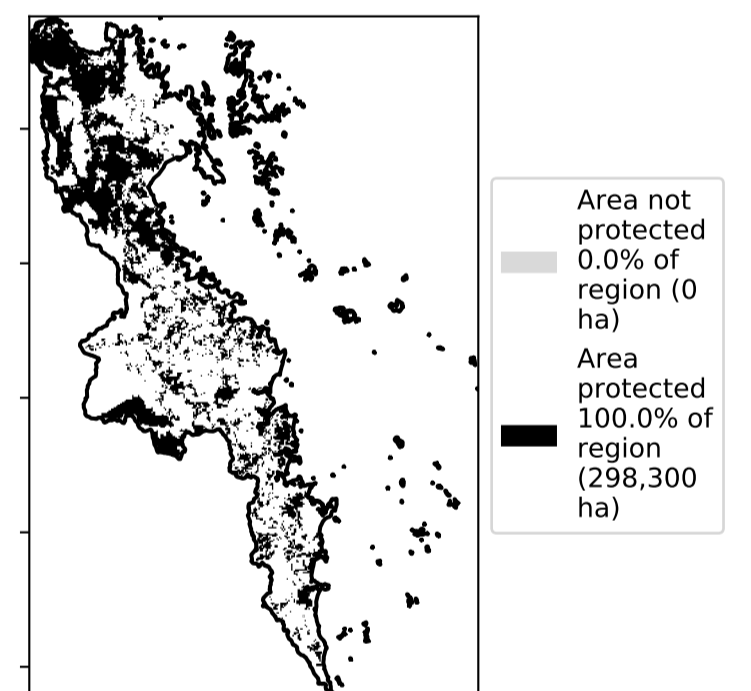 Area not
protected
0.0% of
region (0
ha)
Area
protected
100.0% of
region
(298,300
ha)